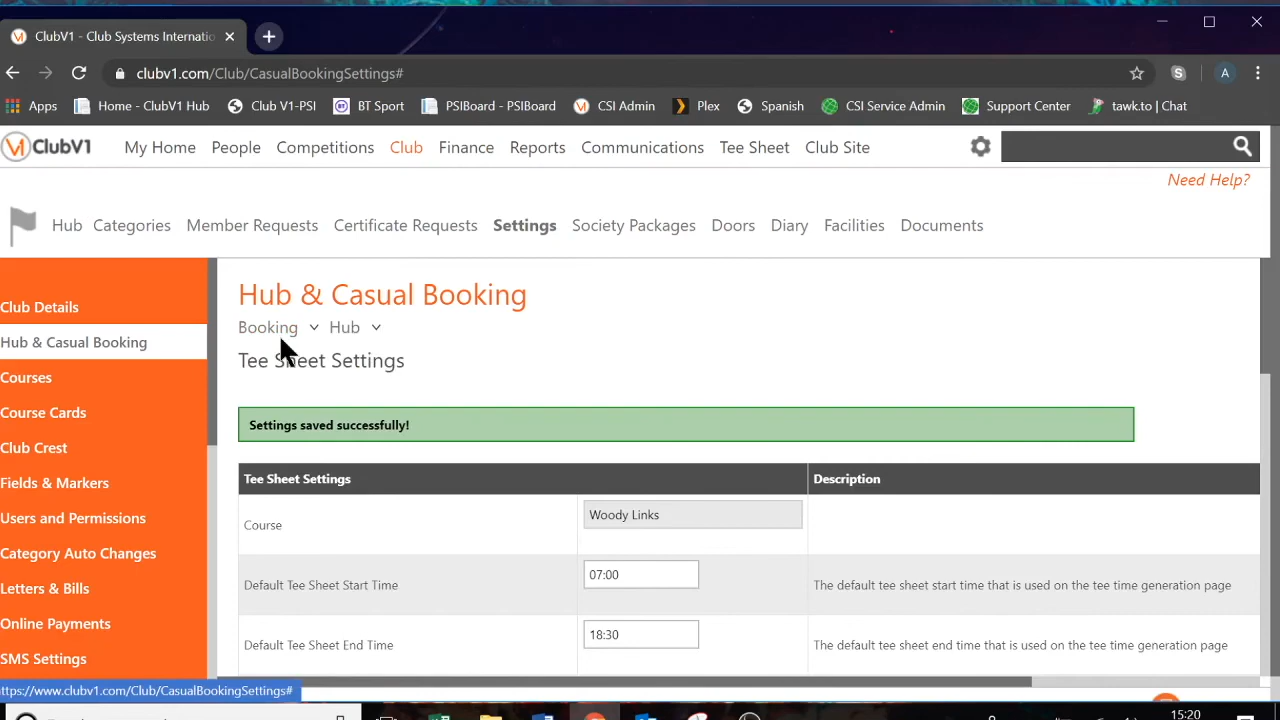 ClubV1 - Club Systems Internatio
clubv1.com/Club/CasualBookingSettings#
A
Apps Home - ClubV1 Hub Club V1-PSI BT Sport PSIBoard - PSIBoard CSI Admin Plex Spanish CSI Service Admin Support Center tawk.to | Chat
ClubV1 My Home People Competitions Club Finance Reports Communications Tee Sheet Club Site
Need Help?
Hub Categories Member Requests Certificate Requests Settings Society Packages Doors Diary Facilities Documents
Club Details
Hub & Casual Booking
Courses
Course Cards
Club Crest
Fields & Markers
Users and Permissions
Category Auto Changes
Letters & Bills
Online Payments
SMS Settings
Hub & Casual Booking
Booking Hub
Tee Sheet Settings
Settings saved successfully!
Tee Sheet Settings Description
Course Woody Links
Default Tee Sheet Start Time 07:00 The default tee sheet start time that is used on the tee time generation page
Default Tee Sheet End Time 18:30 The default tee sheet end time that is used on the tee time generation page
ttps://www.clubv1.com/Club/CasualBookingSettings#
15:20